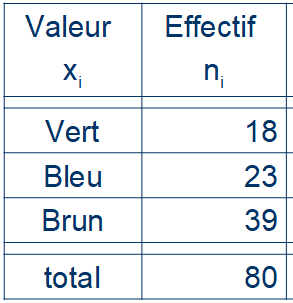 Valeur Effectif
xi ni
Vert 18
Bleu 23
Brun 39
total 80